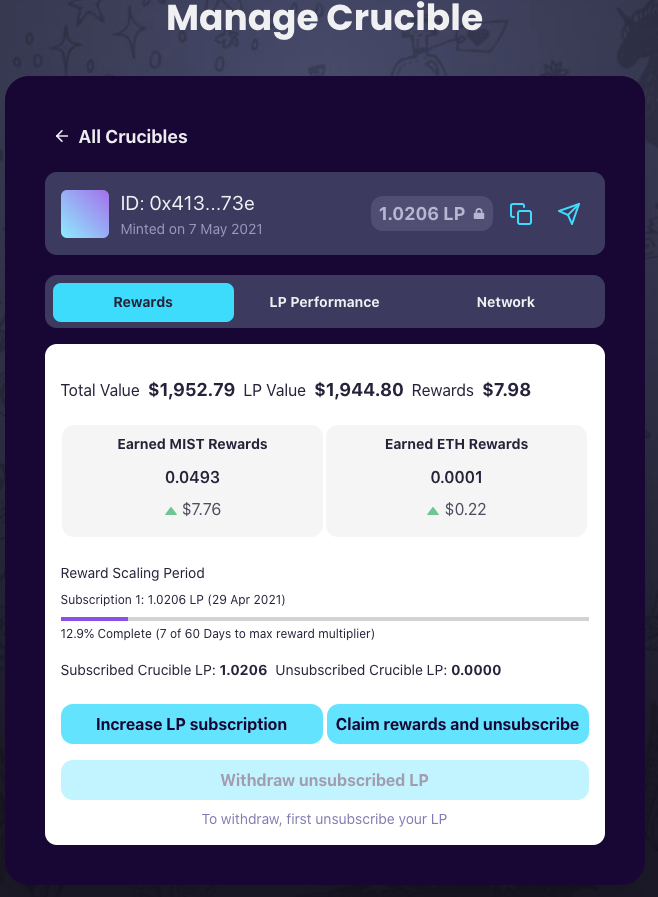 Manage Crucible
All Crucibles
ID: 0x413...73e
Minted on 7 May 2021
1.0206 LP
Rewards
LP Performance
Network
Total Value $1,952.79 LP Value $1,944.80 Rewards $7.98
Earned MIST Rewards
0.0493
$7.76
Earned ETH Rewards
0.0001
$0.22
Reward Scaling Period
Subscription 1: 1.0206 LP (29 Apr 2021)
12.9% Complete (7 of 60 Days to max reward multiplier)
Subscribed Crucible LP: 1.0206 Unsubscribed Crucible LP: 0.0000
Increase LP subscription
Claim rewards and unsubscribe
Withdraw unsubscribed LP
To withdraw, first unsubscribe your LP